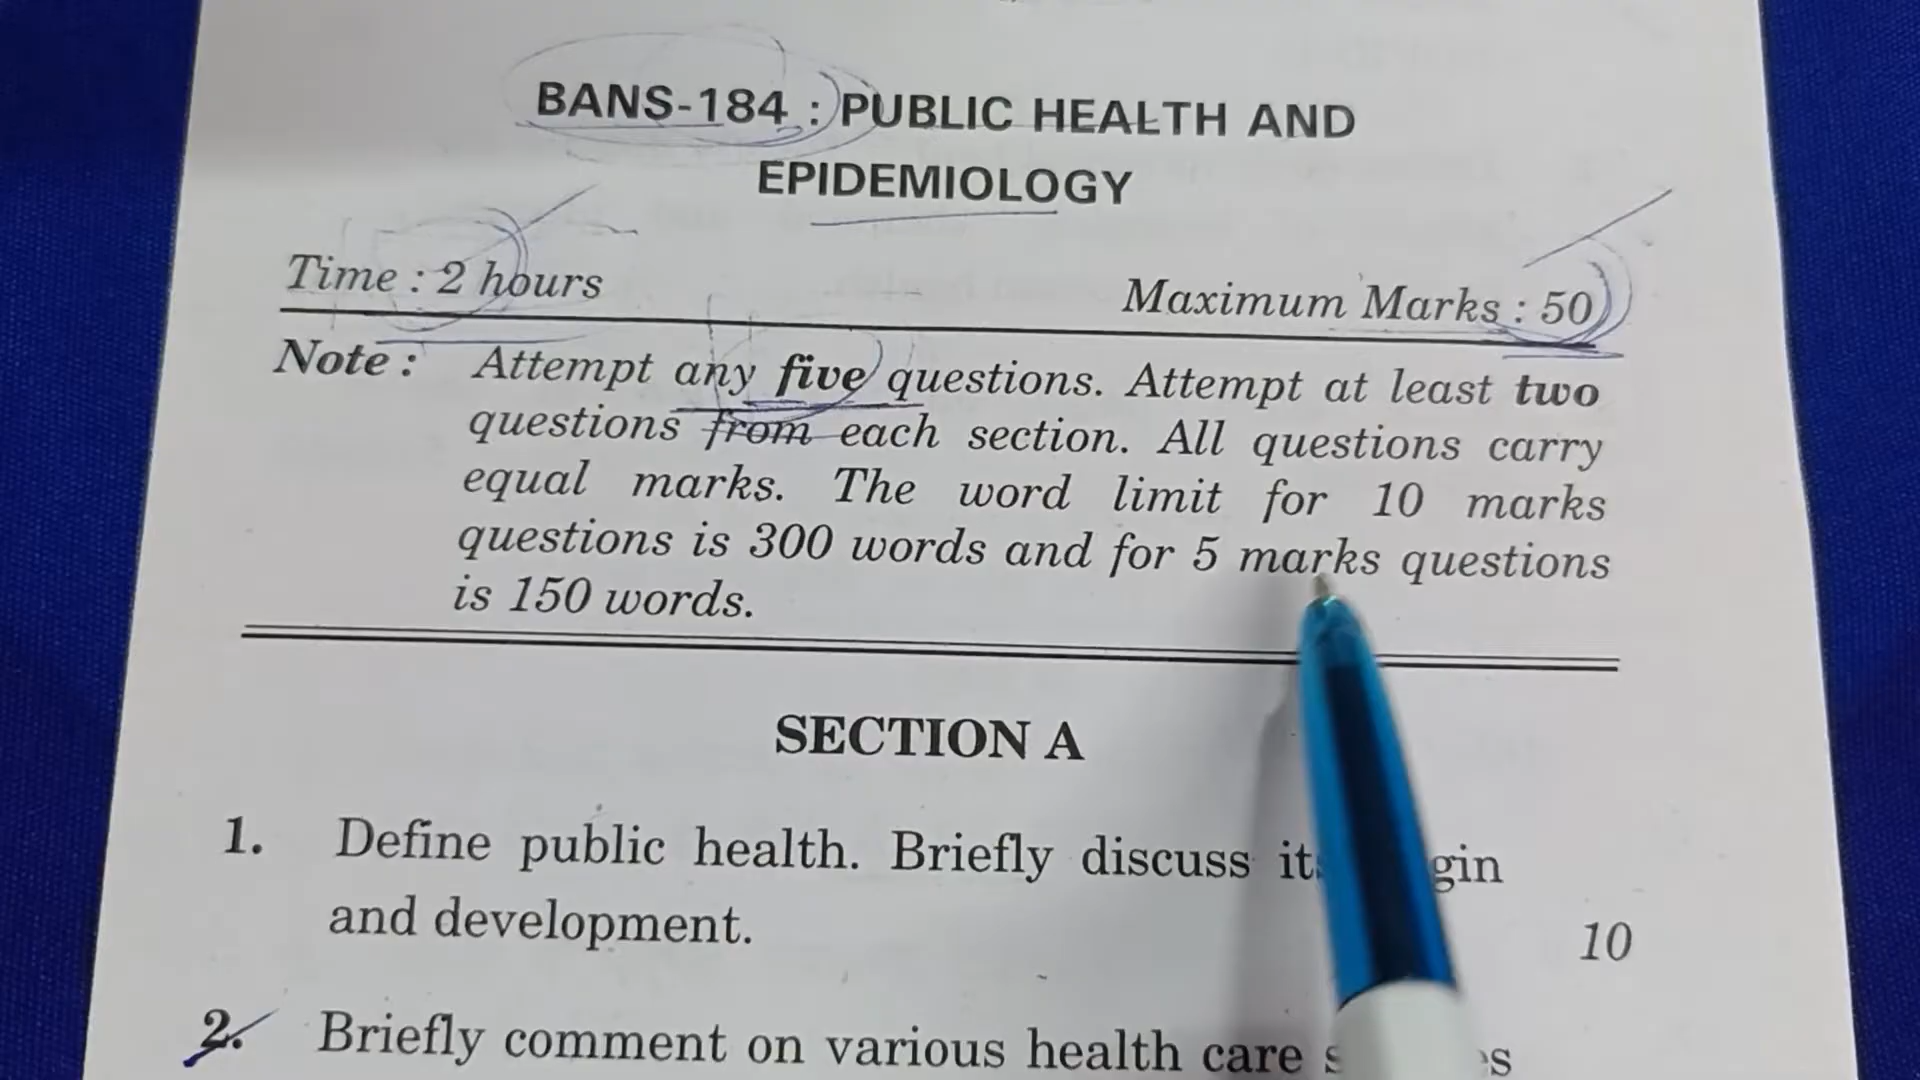 BANS-184 : PUBLIC HEALTH AND
EPIDEMIOLOGY
Time : 2 hours
Maximum Marks : 50
Note : Attempt any five questions. Attempt at least two
questions from each section. All questions carry
equal marks. The word limit for 10 marks
questions is 300 words and for 5 marks questions
is 150 words.
SECTION A
1. Define public health. Briefly discuss
and development. 10
2. Briefly comment on various health care